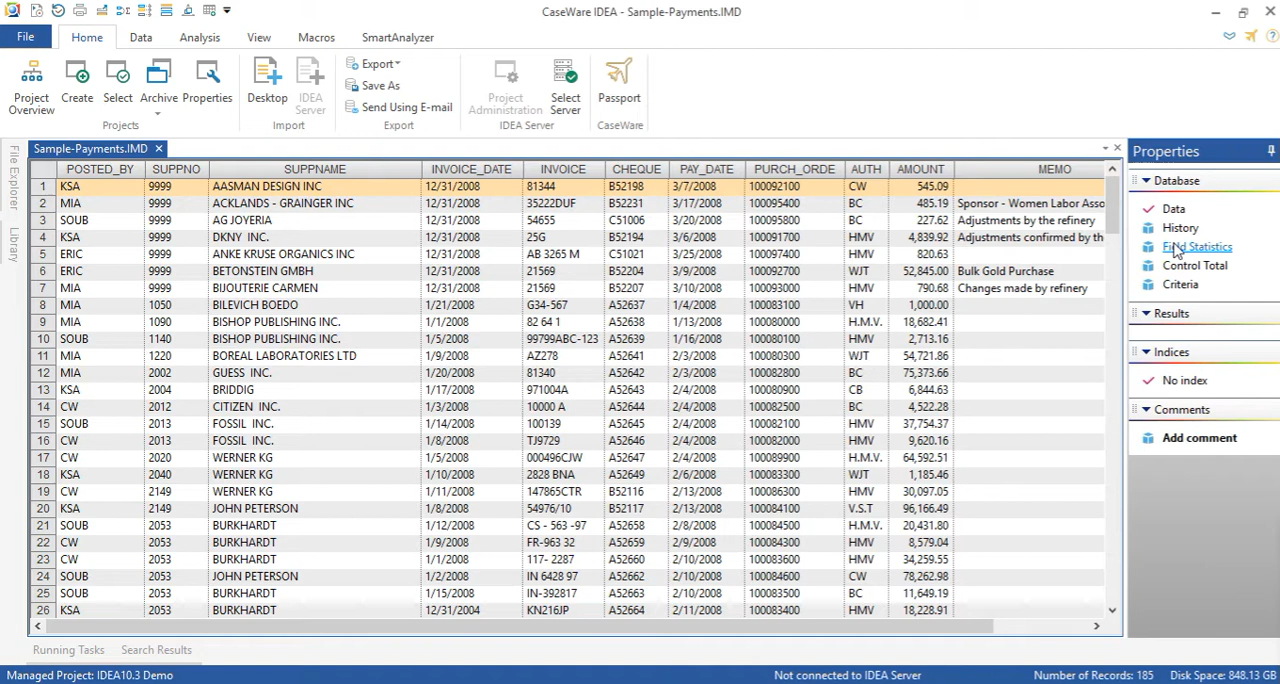 CaseWare IDEA - Sample-Payments.IMD
File Home Data Analysis View Macros SmartAnalyzer
Project Overview Create Select Archive Properties Desktop IDEA Server Export Save As Send Using E-mail Project Administration Select Server Passport
Projects Import Export IDEA Server CaseWare
File Explorer
Library
Sample-Payments.IMD
POSTED_BY SUPPNO SUPPNAME INVOICE_DATE INVOICE CHEQUE PAY_DATE PURCH_ORDE AUTH AMOUNT MEMO
1 KSA 9999 AASMAN DESIGN INC 12/31/2008 81344 B52198 3/7/2008 100092100 CW 545.09
2 MIA 9999 ACKLANDS - GRAINGER INC 12/31/2008 35222DUF B52231 3/17/2008 100095400 BC 485.19 Sponsor - Women Labor Asso
3 SOUB 9999 AG JOYERIA 12/31/2008 54655 C51006 3/20/2008 100095800 BC 227.62 Adjustments by the refinery
4 KSA 9999 DKNY INC. 12/31/2008 25G B52194 3/6/2008 100091700 HMV 4,839.92 Adjustments confirmed by th
5 ERIC 9999 ANKE KRUSE ORGANICS INC 12/31/2008 AB 3265 M C51021 3/25/2008 100097400 HMV 820.63
6 ERIC 9999 BETONSTEIN GMBH 12/31/2008 21569 B52204 3/9/2008 100092700 WJT 52,845.00 Bulk Gold Purchase
7 MIA 9999 BIJOUTERIE CARMEN 12/31/2008 21569 B52207 3/10/2008 100093000 HMV 790.68 Changes made by refinery
8 MIA 1050 BILEVICH BOEDO 1/21/2008 G34-567 A52637 1/4/2008 100083100 VH 1,000.00
9 MIA 1090 BISHOP PUBLISHING INC. 1/1/2008 82 64 1 A52638 1/13/2008 100080000 H.M.V. 18,682.41
10 SOUB 1140 BISHOP PUBLISHING INC. 1/5/2008 99799ABC-123 A52639 1/16/2008 100080100 HMV 2,713.16
11 MIA 1220 BOREAL LABORATORIES LTD 1/9/2008 AZ278 A52641 2/3/2008 100080300 WJT 54,721.86
12 MIA 2002 GUESS INC. 1/20/2008 81340 A52642 2/3/2008 100082800 BC 75,373.66
13 KSA 2004 BRIDDIG 1/17/2008 971004A A52643 2/4/2008 100080900 CB 6,844.63
14 CW 2012 CITIZEN INC. 1/3/2008 10000 A A52644 2/4/2008 100082500 BC 4,522.28
15 SOUB 2013 FOSSIL INC. 1/14/2008 100139 A52645 2/4/2008 100082100 HMV 37,754.37
16 CW 2013 FOSSIL INC. 1/8/2008 TJ9729 A52646 2/4/2008 100082000 HMV 9,620.16
17 CW 2020 WERNER KG 1/5/2008 000496CJW A52647 2/4/2008 100089900 H.M.V. 64,592.51
18 KSA 2040 WERNER KG 1/10/2008 2828 BNA A52649 2/6/2008 100083300 WJT 1,185.46
19 CW 2149 WERNER KG 1/10/2008 147865CTR B52116 2/13/2008 100086300 HMV 30,097.05
20 KSA 2149 JOHN PETERSON 1/8/2008 54976/10 B52117 2/13/2008 100084100 V.S.T 96,166.49
21 SOUB 2053 BURKHARDT 1/12/2008 CS - 563 -97 A52658 2/8/2008 100084500 H.M.V. 20,431.80
22 CW 2053 BURKHARDT 1/9/2008 FR-963 32 A52659 2/9/2008 100084300 HMV 8,579.04
23 CW 2053 BURKHARDT 1/1/2008 117- 2287 A52660 2/10/2008 100083600 HMV 34,259.55
24 SOUB 2053 JOHN PETERSON 1/2/2008 IN 6428 97 A52662 2/10/2008 100084600 CW 78,262.98
25 SOUB 2053 BURKHARDT 1/2/2008 IN-392817 A52663 2/10/2008 100084200 BC 11,649.19
26 KSA 2053 BURKHARDT 12/31/2004 KN216JP A52664 2/11/2008 100083400 HMV 18,228.91
Properties
Database
Data
History
Field Statistics
Control Total
Criteria
Results
Indices
No index
Comments
Add comment
Running Tasks Search Results
Managed Project: IDEA10.3 Demo Not connected to IDEA Server Number of Records: 185 Disk Space: 848.13 GB